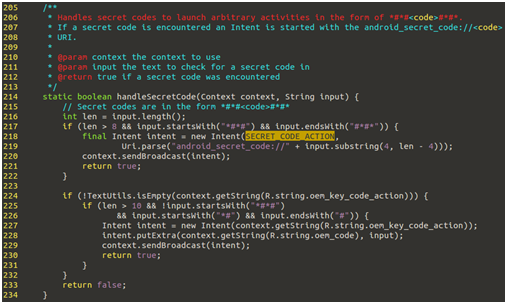 205 /**
206 * Handles secret codes to launch arbitrary activities in the form of *#*#<code>#*#*.
207 * If a secret code is encountered an Intent is started with the android_secret_code://<code>
208 * URI.
209 *
210 * @param context the context to use
211 * @param input the text to check for a secret code in
212 * @return true if a secret code was encountered
213 */
214 static boolean handleSecretCode(Context context, String input) {
215 // Secret codes are in the form *#*#<code>#*#*
216 int len = input.length();
217 if (len > 8 && input.startsWith("*#*#") && input.endsWith("#*#*")) {
218 final Intent intent = new Intent(SECRET_CODE_ACTION,
219 Uri.parse("android_secret_code://" + input.substring(4, len - 4)));
220 context.sendBroadcast(intent);
221 return true;
222 }
223
224 if (!TextUtils.isEmpty(context.getString(R.string.oem_key_code_action))) {
225 if (len > 10 && !input.startsWith("*#*#")
226 && input.startsWith("*#") && input.endsWith("#")) {
227 Intent intent = new Intent(context.getString(R.string.oem_key_code_action));
228 intent.putExtra(context.getString(R.string.oem_code), input);
229 context.sendBroadcast(intent);
230 return true;
231 }
232 }
233 return false;
234 }